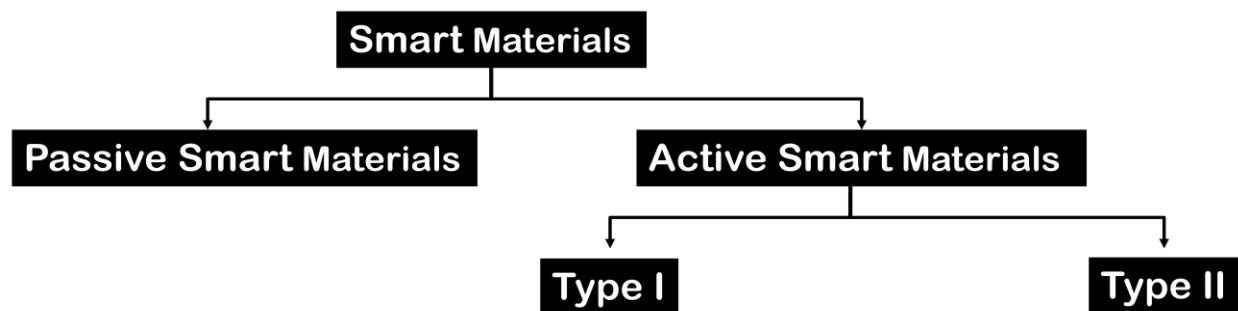 Smart Materials
Passive Smart Materials
Active Smart Materials
Type I
Type II